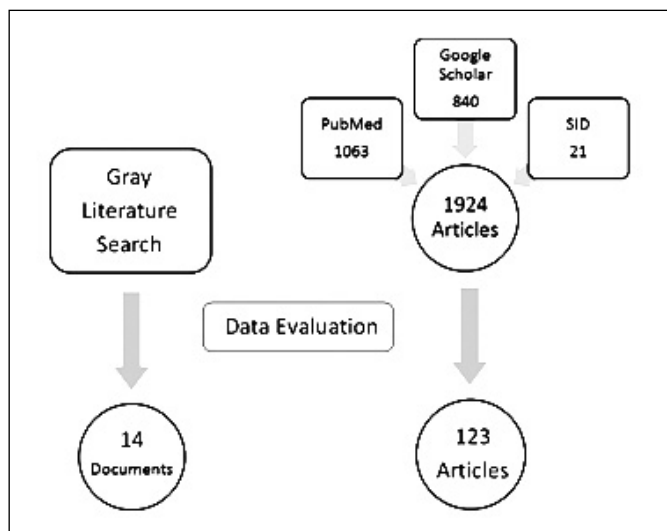 Google
Scholar
840
PubMed
1063
SID
21
Gray
Literature
Search
1924
Articles
Data Evaluation
14
Documents
123
Articles